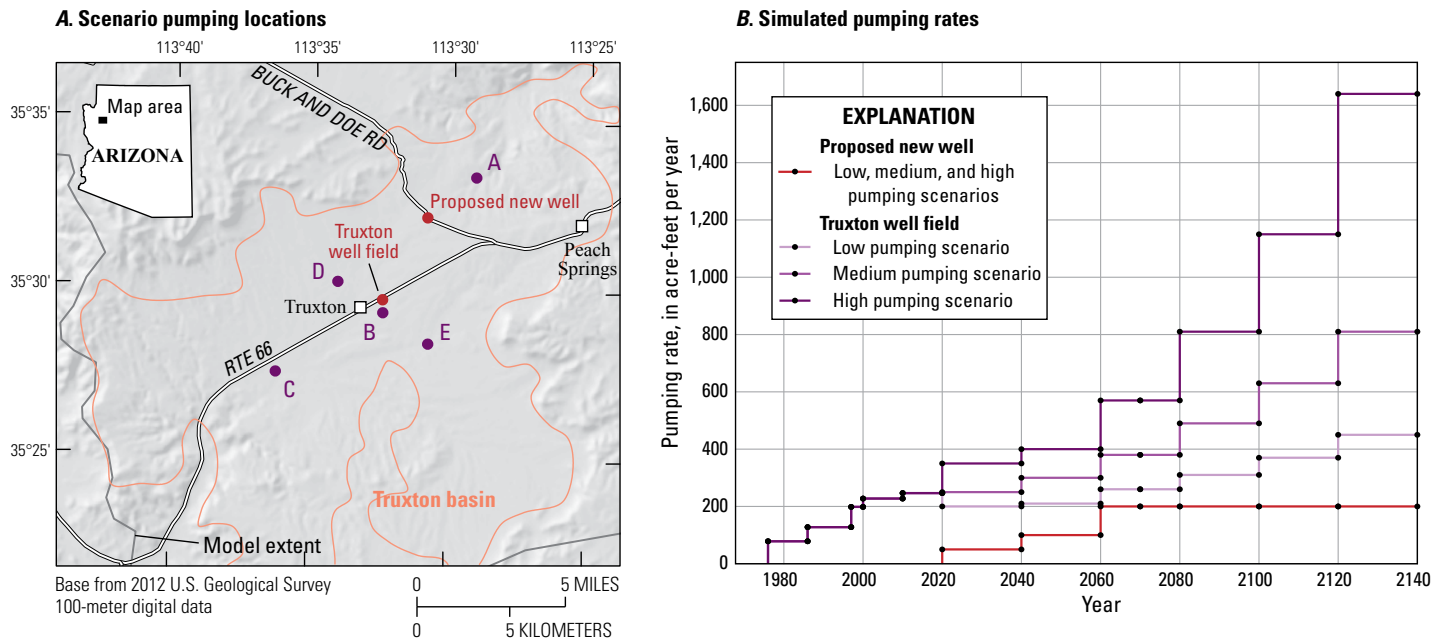 A. Scenario pumping locations
113°40'
113°35'
113°30'
113°25'
35°35'
35°30'
35°25'
Map area
ARIZONA
BUCK AND DOE RD
A
Proposed new well
Truxton
well field
Peach
Springs
D
Truxton
B
E
RTE 66
C
Truxton basin
Model extent
Base from 2012 U.S. Geological Survey
100-meter digital data
0
5 MILES
0
5 KILOMETERS
B. Simulated pumping rates
Pumping rate, in acre-feet per year
1,600
1,400
1,200
1,000
800
600
400
200
0
EXPLANATION
Proposed new well
Low, medium, and high
pumping scenarios
Truxton well field
Low pumping scenario
Medium pumping scenario
High pumping scenario
1980
2000
2020
2040
2060
2080
2100
2120
2140
Year